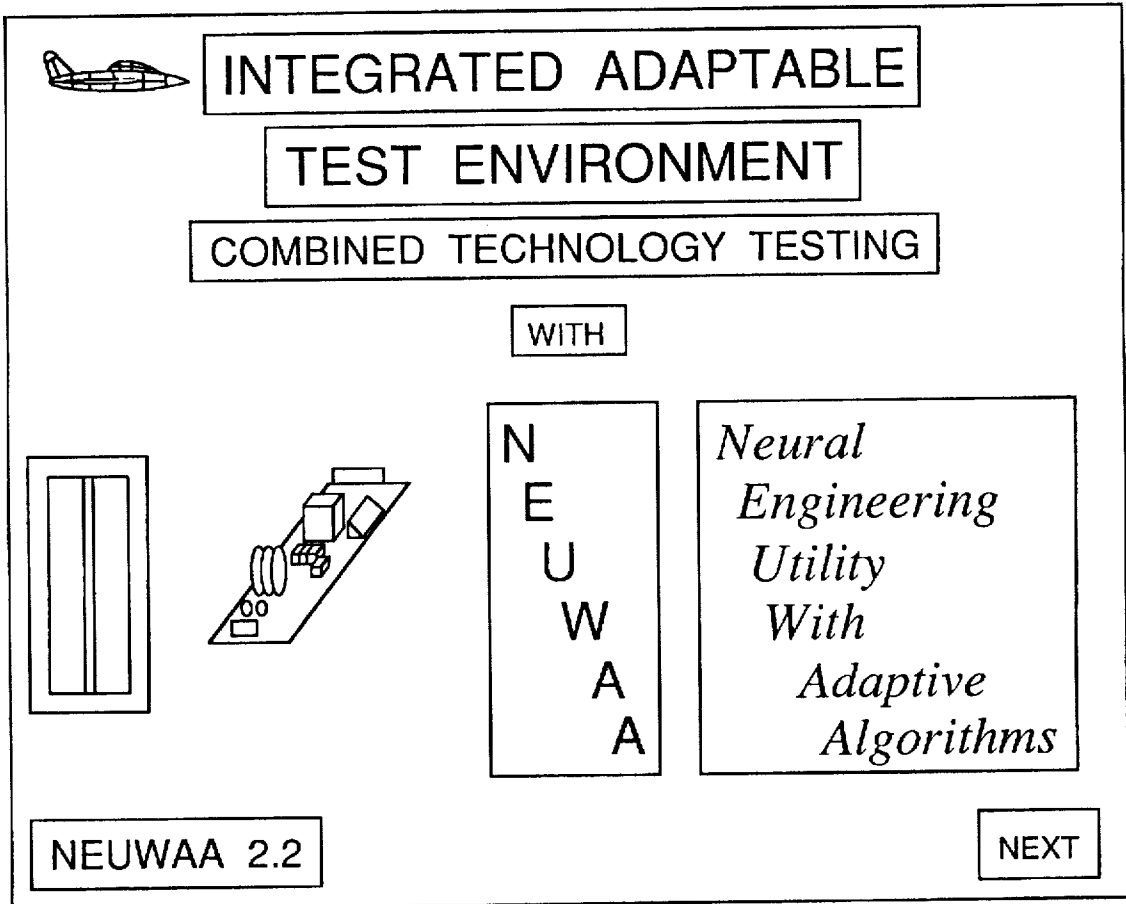 INTEGRATED ADAPTABLE
TEST ENVIRONMENT
COMBINED TECHNOLOGY TESTING
WITH
N
E
U
W
A
A
Neural
Engineering
Utility
With
Adaptive
Algorithms
NEUWAA 2.2
NEXT